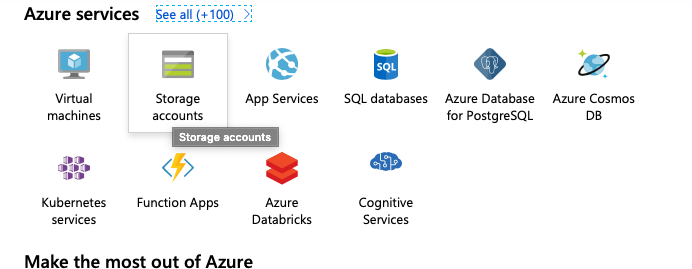 Azure services See all (+100)
Virtual machines
Storage accounts
App Services
SQL databases
Azure Database for PostgreSQL
Azure Cosmos DB
Storage accounts
Kubernetes services
Function Apps
Azure Databricks
Cognitive Services
Make the most out of Azure